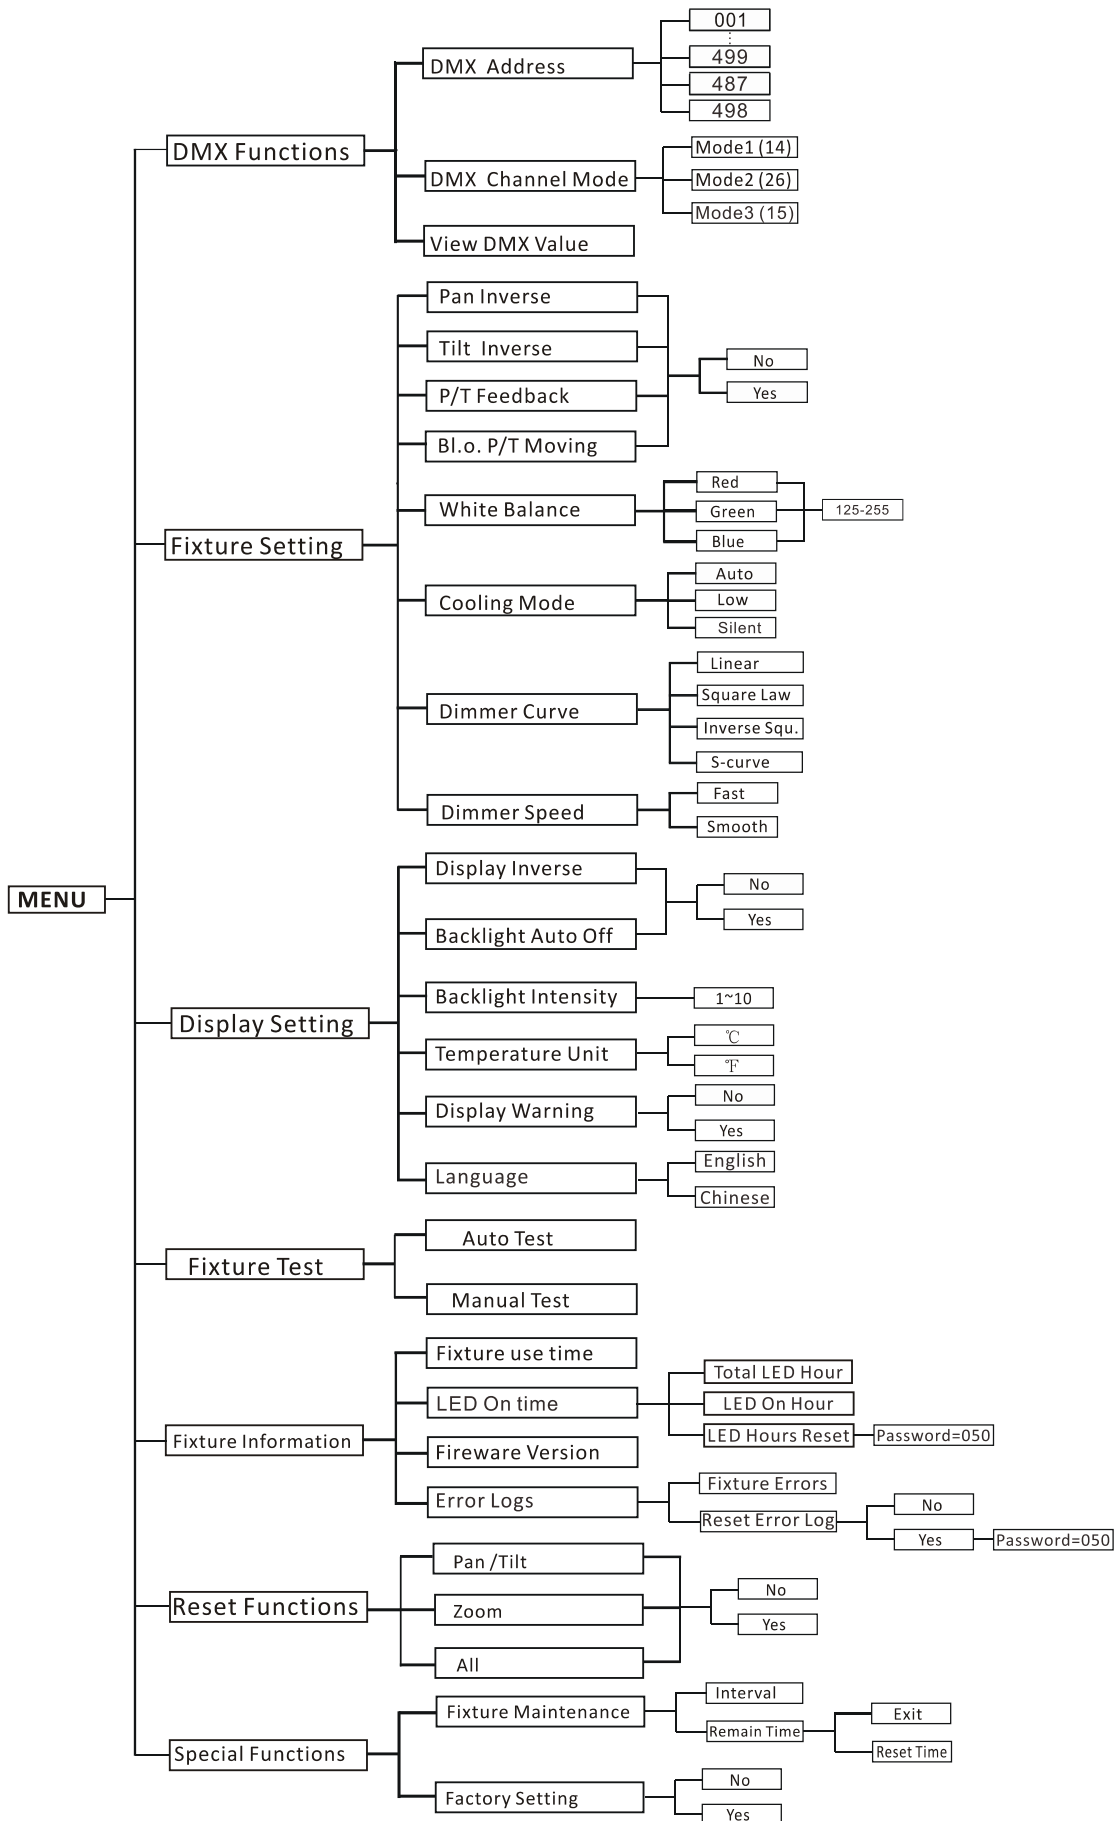 MENU
DMX Functions
DMX Address
001
499
487
498
DMX Channel Mode
Mode1 (14)
Mode2 (26)
Mode3 (15)
View DMX Value
Fixture Setting
Pan Inverse
Tilt Inverse
P/T Feedback
Bl.o. P/T Moving
No
Yes
White Balance
Red
Green
Blue
125-255
Cooling Mode
Auto
Low
Silent
Dimmer Curve
Linear
Square Law
Inverse Squ.
S-curve
Dimmer Speed
Fast
Smooth
Display Setting
Display Inverse
Backlight Auto Off
No
Yes
Backlight Intensity
1~10
Temperature Unit
℃
℉
Display Warning
No
Yes
Language
English
Chinese
Fixture Test
Auto Test
Manual Test
Fixture Information
Fixture use time
LED On time
Total LED Hour
LED On Hour
LED Hours Reset
Password=050
Fireware Version
Error Logs
Fixture Errors
Reset Error Log
No
Yes
Password=050
Reset Functions
Pan /Tilt
Zoom
All
No
Yes
Special Functions
Fixture Maintenance
Interval
Remain Time
Exit
Reset Time
Factory Setting
No
Yes